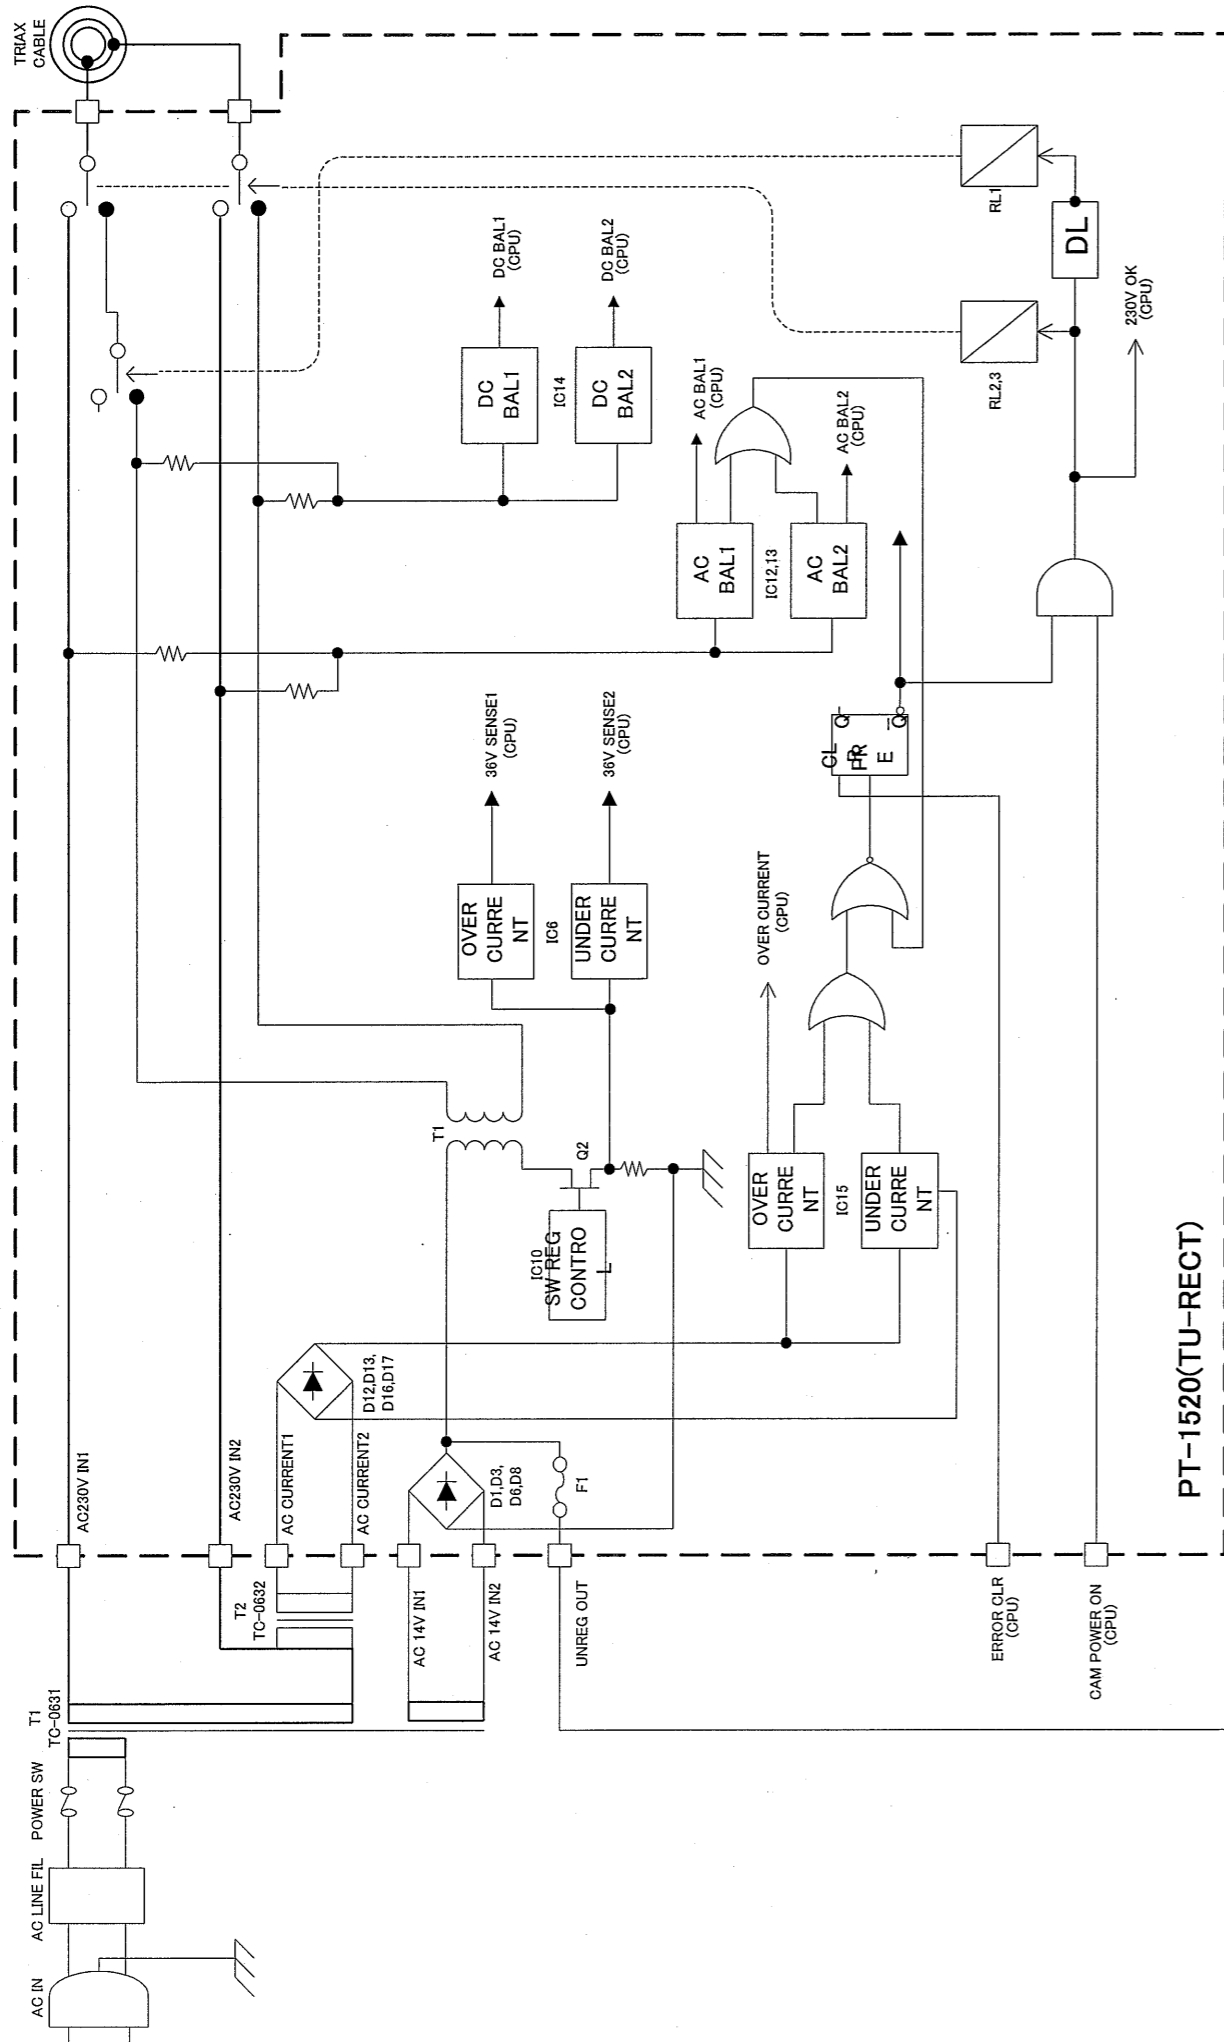 TRIAX
CABLE
RL1
DL
RL2,3
230V OK
(CPU)
DC
BAL1
DC BAL1
(CPU)
IC14
DC
BAL2
DC BAL2
(CPU)
AC
BAL1
AC BAL1
(CPU)
IC12,13
AC
BAL2
AC BAL2
(CPU)
36V SENSE1
(CPU)
36V SENSE2
(CPU)
OVER
CURRE
NT
IC6
UNDER
CURRE
NT
CL
PR
E
Q
Q
OVER CURRENT
(CPU)
T1
Q2
IC10
SW REG
CONTRO
L
OVER
CURRE
NT
IC15
UNDER
CURRE
NT
D12,D13,
D16,D17
D1,D3,
D6,D8
F1
AC230V IN1
AC230V IN2
AC CURRENT1
AC CURRENT2
PT-1520(TU-RECT)
T2
TC-0632
AC 14V IN1
AC 14V IN2
UNREG OUT
ERROR CLR
(CPU)
CAM POWER ON
(CPU)
T1
TC-0631
POWER SW
AC LINE FIL
AC IN